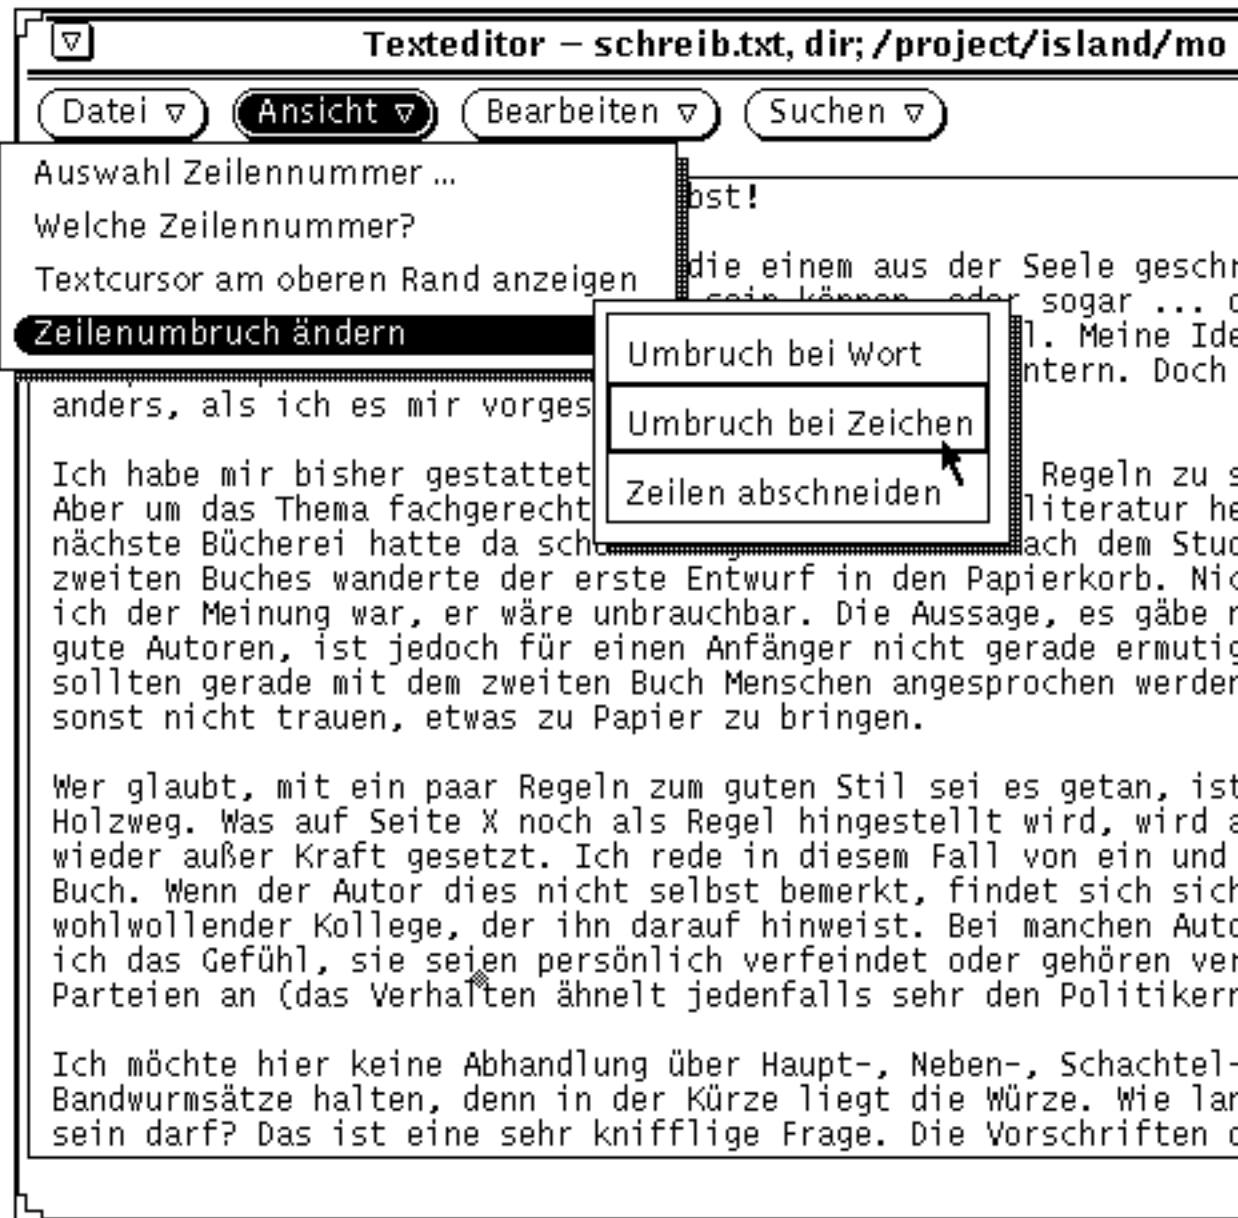 Texteditor – schreib.txt, dir; /project/island/mo
Datei Ansicht Bearbeiten Suchen
Auswahl Zeilennummer ...
Welche Zeilennummer?
Textcursor am oberen Rand anzeigen
Zeilenumbruch ändern
Umbruch bei Wort
Umbruch bei Zeichen
Zeilen abschneiden
bst!
die einem aus der Seele geschr
sein können, oder sogar ...
l. Meine Ide
ntern. Doch
anders, als ich es mir vorges
Ich habe mir bisher gestattet Regeln zu s
Aber um das Thema fachgerecht literatur he
nächste Bücherei hatte da scho ach dem Stud
zweiten Buches wanderte der erste Entwurf in den Papierkorb. Nic
ich der Meinung war, er wäre unbrauchbar. Die Aussage, es gäbe n
gute Autoren, ist jedoch für einen Anfänger nicht gerade ermutig
sollten gerade mit dem zweiten Buch Menschen angesprochen werden
sonst nicht trauen, etwas zu Papier zu bringen.
Wer glaubt, mit ein paar Regeln zum guten Stil sei es getan, ist
Holzweg. Was auf Seite X noch als Regel hingestellt wird, wird a
wieder außer Kraft gesetzt. Ich rede in diesem Fall von ein und
Buch. Wenn der Autor dies nicht selbst bemerkt, findet sich sich
wohlwollender Kollege, der ihn darauf hinweist. Bei manchen Auto
ich das Gefühl, sie seien persönlich verfeindet oder gehören ver
Parteien an (das Verhalten ähnelt jedenfalls sehr den Politikern
Ich möchte hier keine Abhandlung über Haupt-, Neben-, Schachtel-
Bandwurmsätze halten, denn in der Kürze liegt die Würze. Wie lan
sein darf? Das ist eine sehr knifflige Frage. Die Vorschriften